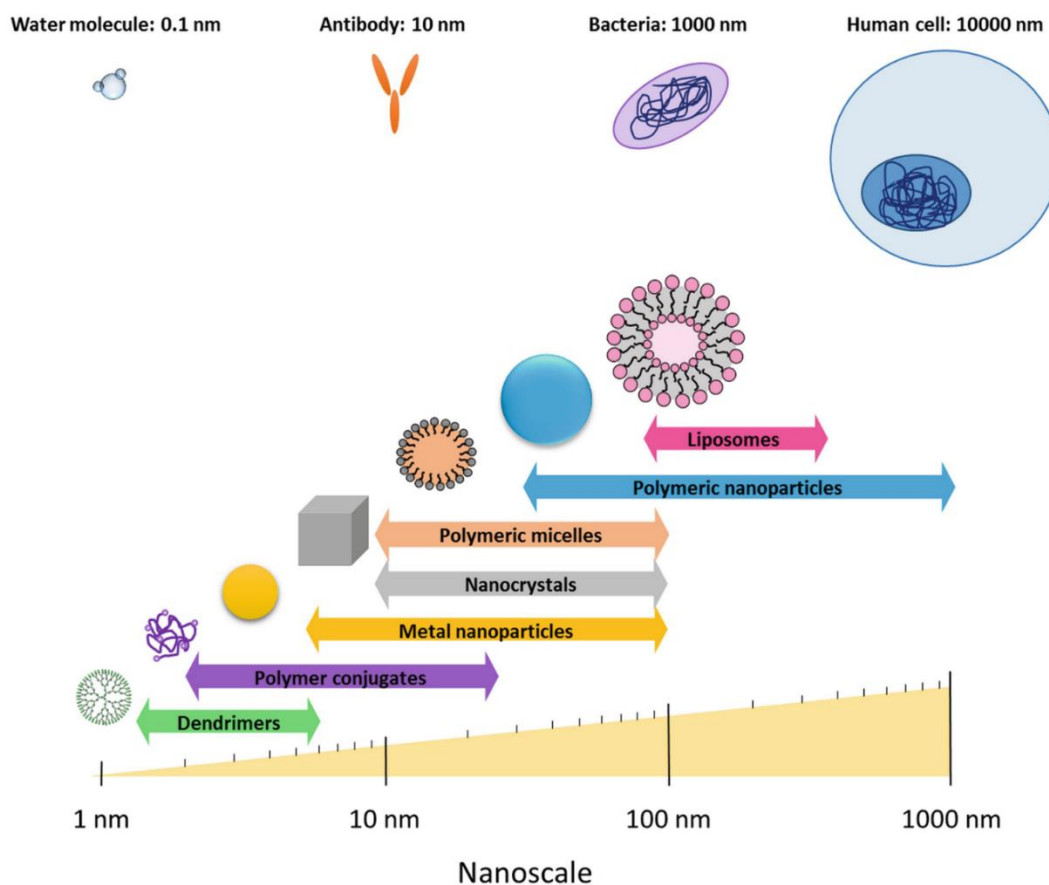 Water molecule: 0.1 nm
Antibody: 10 nm
Bacteria: 1000 nm
Human cell: 10000 nm
Liposomes
Polymeric nanoparticles
Polymeric micelles
Nanocrystals
Metal nanoparticles
Polymer conjugates
Dendrimers
1 nm
10 nm
100 nm
1000 nm
Nanoscale